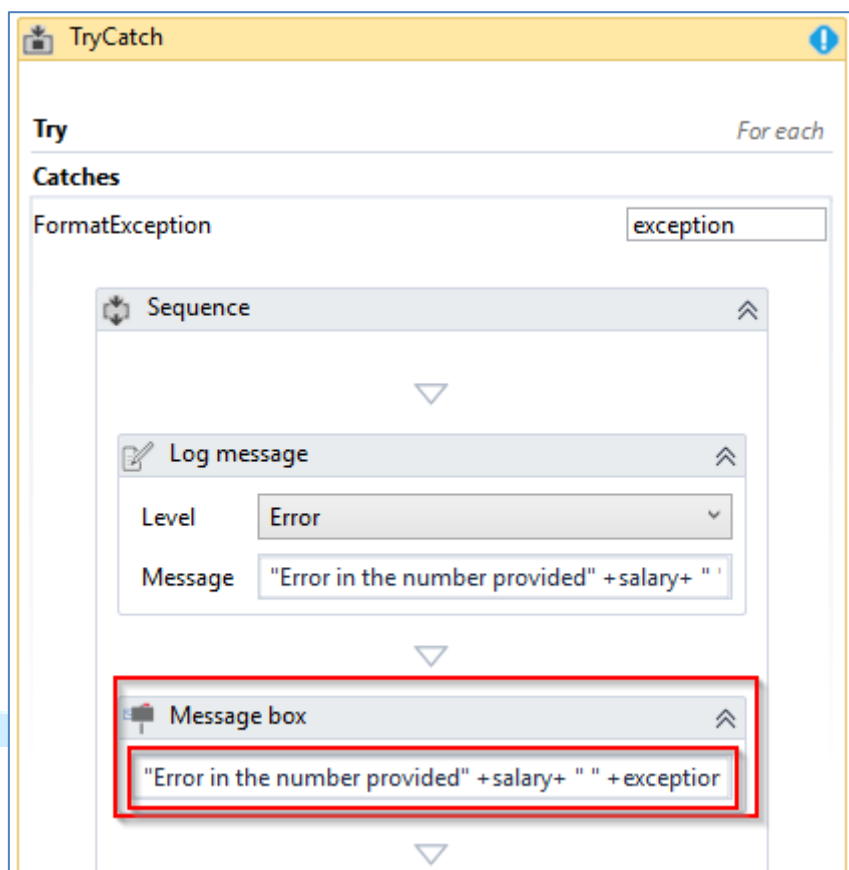 TryCatch
Try For each
Catches
FormatException exception
Sequence
Log message
Level Error
Message "Error in the number provided" +salary+ " "
Message box
"Error in the number provided" +salary+ " " +exception